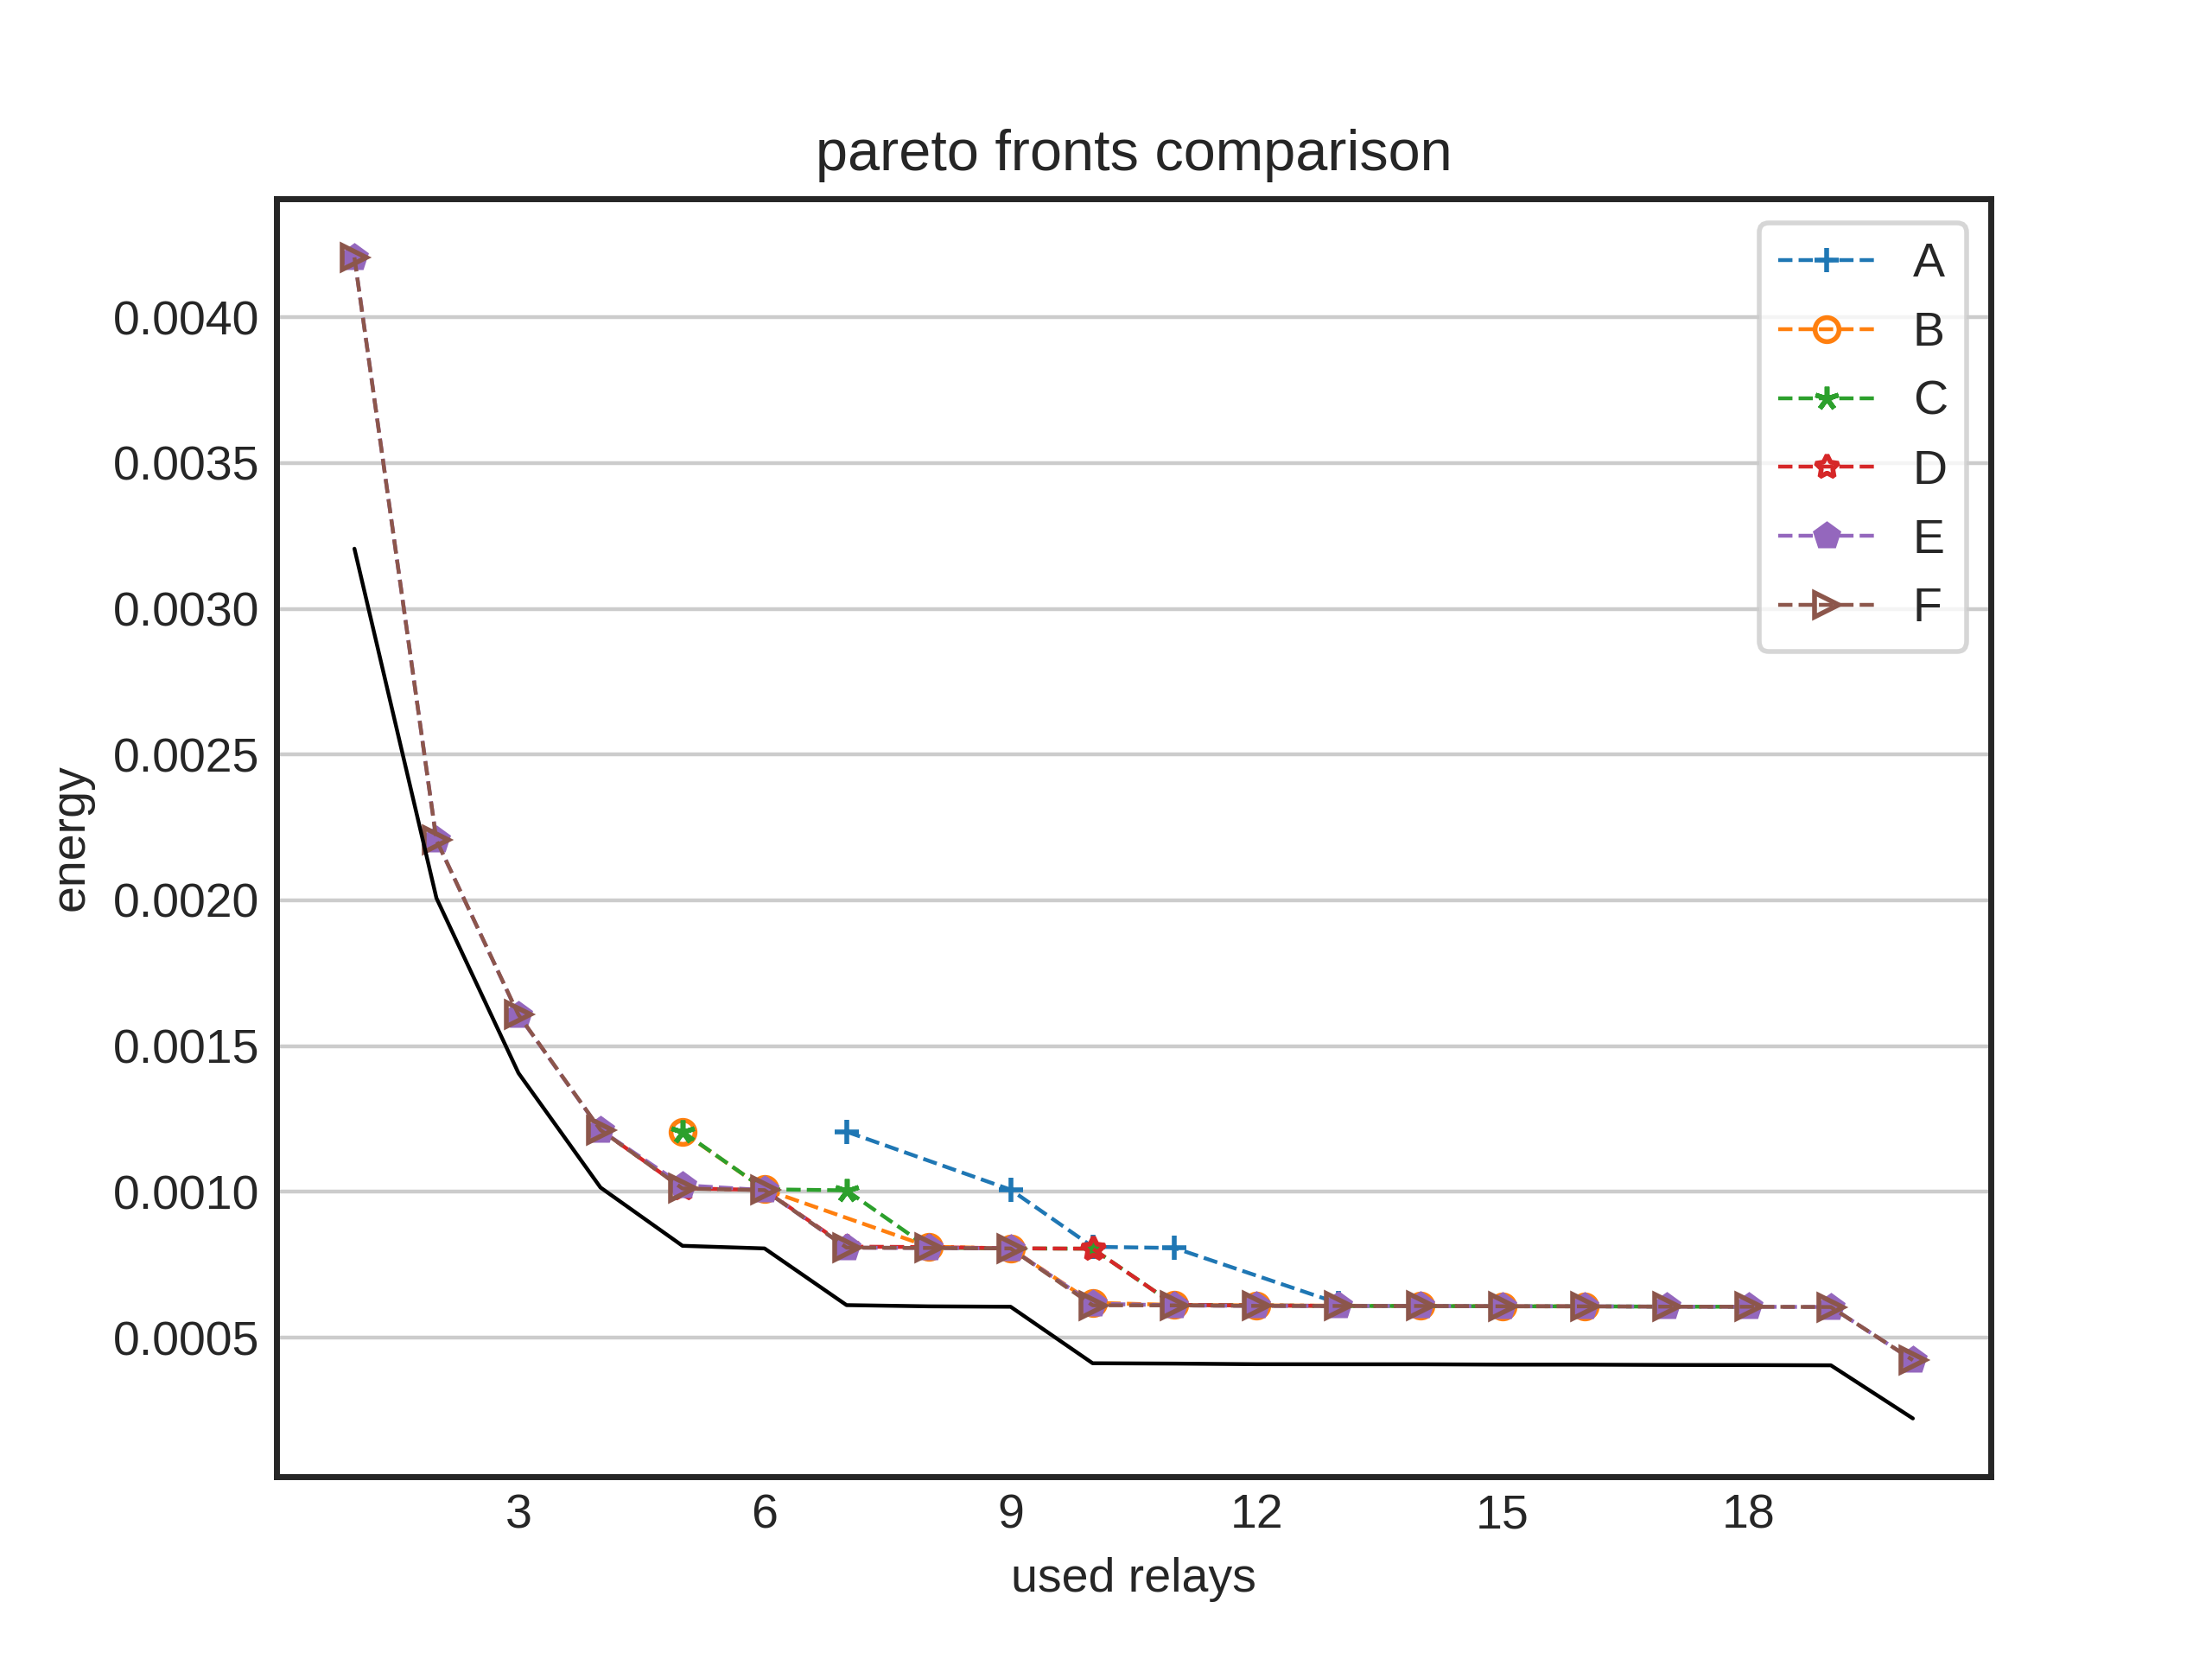 pareto fronts comparison
A
B
C
D
E
F
0.0040
0.0035
0.0030
0.0025
0.0020
0.0015
0.0010
0.0005
energy
3 6 9 12 15 18
used relays